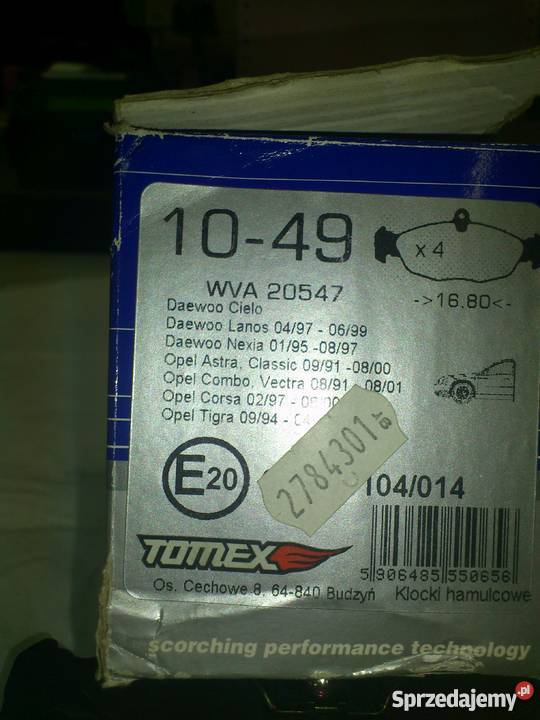 10-49
x 4
WVA 20547
->16.80<-
Daewoo Cielo
Daewoo Lanos 04/97 - 06/99
Daewoo Nexia 01/95 -08/97
Opel Astra, Classic 09/91 -08/00
Opel Combo, Vectra 08/91 - 08/01
Opel Corsa 02/97 -
Opel Tigra 09/94 -
2784301
E20
104/014
TOMEX
5 906485 550656
Os. Cechowe 8, 64-840 Budzyń
Klocki hamulcowe
scorching performance technology
Sprzedajemy.pl